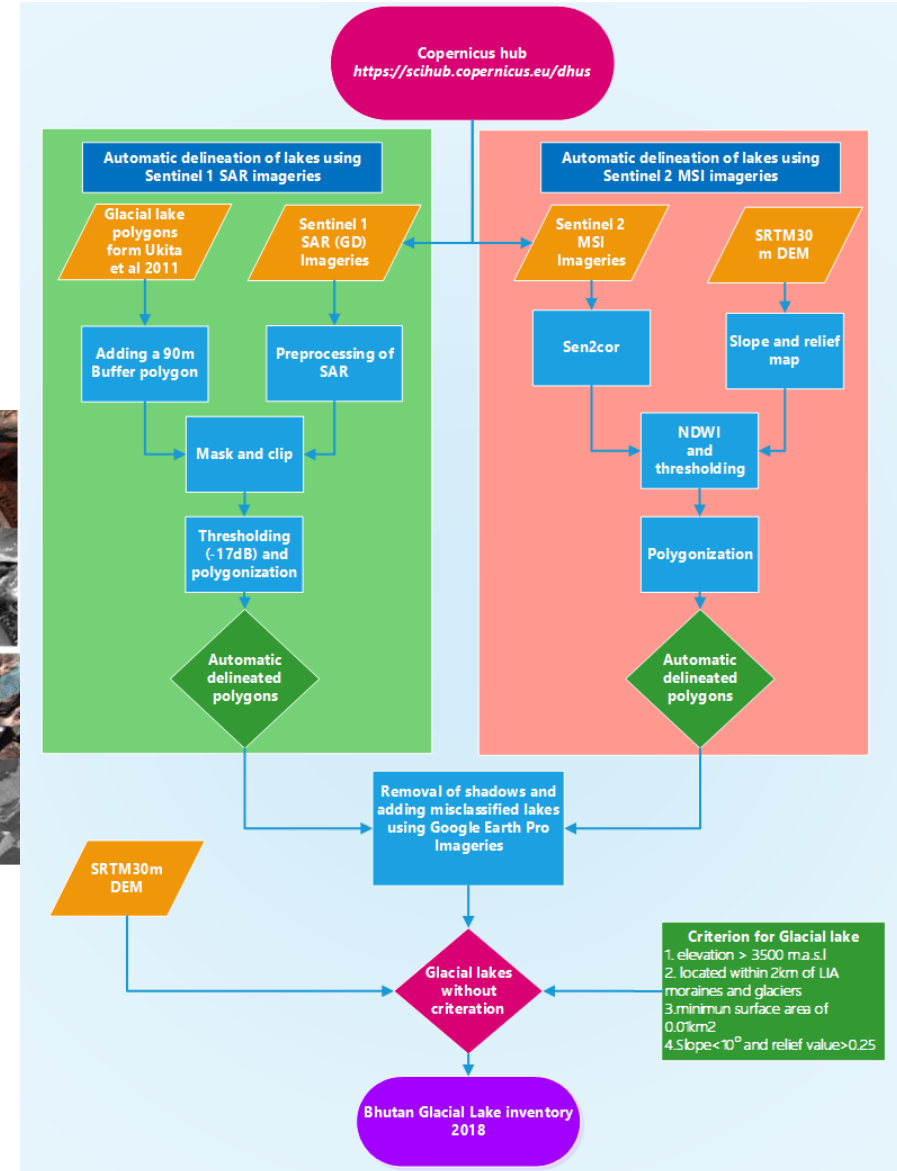 Copernicus hub
https://scihub.copernicus.eu/dhus
Automatic delineation of lakes using
Sentinel 1 SAR imageries
Glacial lake
polygons
form Ukita
et al 2011
Sentinel 1
SAR (GD)
Imageries
Adding a 90m
Buffer polygon
Preprocessing of
SAR
Mask and clip
Thresholding
(-17dB) and
polygonization
Automatic
delineated
polygons
Automatic delineation of lakes using
Sentinel 2 MSI imageries
Sentinel 2
MSI
Imageries
SRTM30
m DEM
Sen2cor
Slope and relief
map
NDWI
and
thresholding
Polygonization
Automatic
delineated
polygons
Removal of shadows and
adding misclassified lakes
using Google Earth Pro
Imageries
SRTM30m
DEM
Glacial lakes
without
criteration
Criterion for Glacial lake
1. elevation > 3500 m.a.s.l
2. located within 2km of LIA
moraines and glaciers
3.minimun surface area of
0.01km2
4.Slope<10° and relief value>0.25
Bhutan Glacial Lake inventory
2018